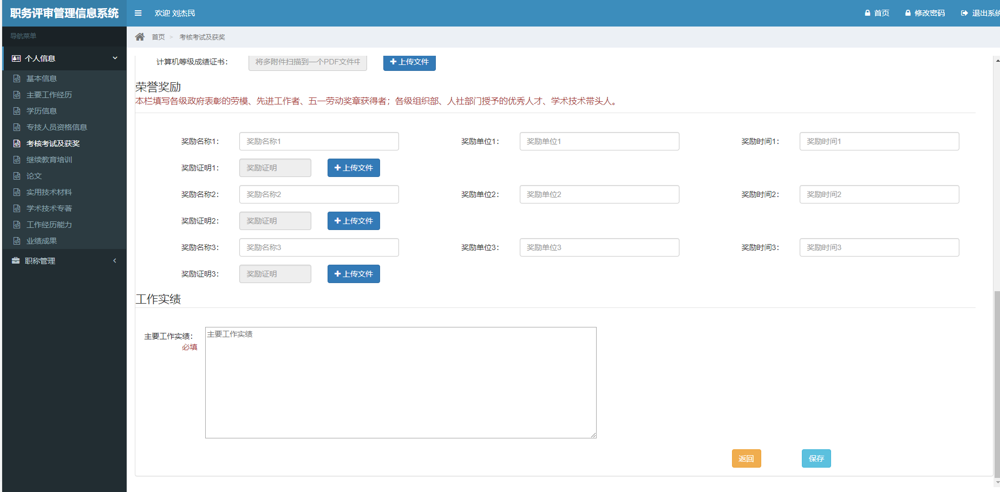 职务评审管理信息系统
欢迎 刘杰民
首页
修改密码
退出系统
导航菜单
首页 > 考核考试及获奖
个人信息
基本信息
主要工作经历
学历信息
专技人员资格信息
考核考试及获奖
继续教育培训
论文
实用技术材料
学术技术专著
工作经历能力
业绩成果
职称管理
计算机等级成绩证书： 将多附件扫描到一个PDF文件中 上传文件
荣誉奖励
本栏填写各级政府表彰的劳模、先进工作者、五一劳动奖章获得者；各级组织部、人社部门授予的优秀人才、学术技术带头人。
奖励名称1： 奖励名称1 奖励单位1： 奖励单位1 奖励时间1： 奖励时间1
奖励证明1： 奖励证明 上传文件
奖励名称2： 奖励名称2 奖励单位2： 奖励单位2 奖励时间2： 奖励时间2
奖励证明2： 奖励证明 上传文件
奖励名称3： 奖励名称3 奖励单位3： 奖励单位3 奖励时间3： 奖励时间3
奖励证明3： 奖励证明 上传文件
工作实绩
主要工作实绩： 主要工作实绩
必填
返回 保存